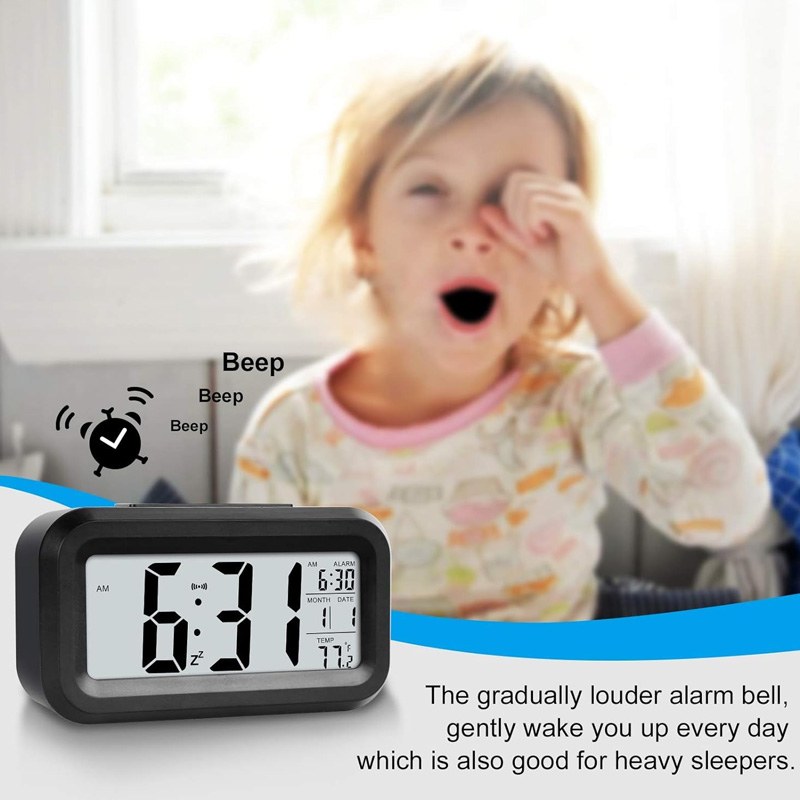 Beep
Beep
Beep
AM
6:31
zZ
AM ALARM
6:30
MONTH DATE
1 1
TEMP
77.2°F
The gradually louder alarm bell,
gently wake you up every day
which is also good for heavy sleepers.